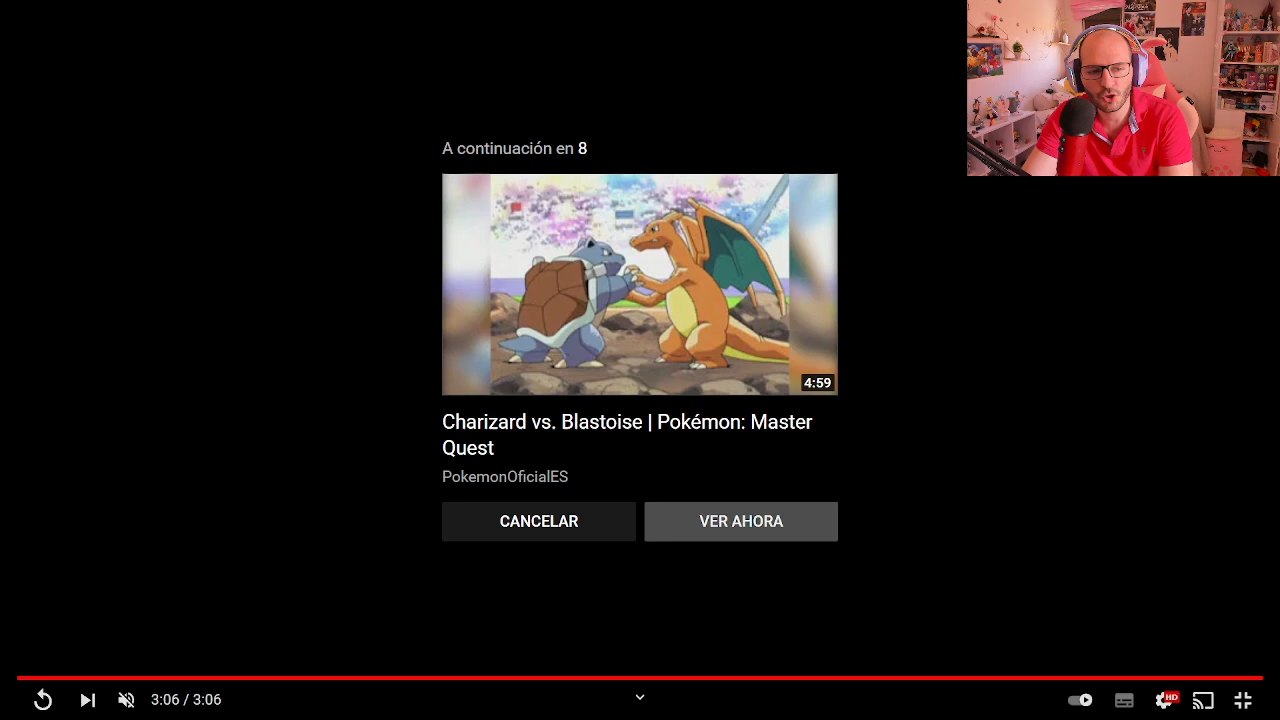 A continuación en 8
4:59
Charizard vs. Blastoise | Pokémon: Master
Quest
PokemonOficialES
CANCELAR
VER AHORA
3:06 / 3:06
HD